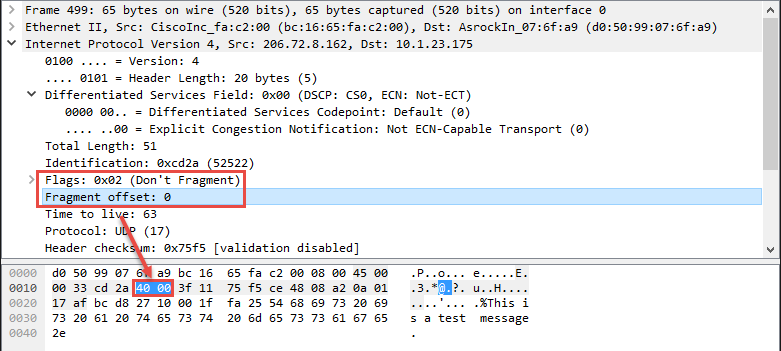 Frame 499: 65 bytes on wire (520 bits), 65 bytes captured (520 bits) on interface 0
Ethernet II, Src: CiscoInc_fa:c2:00 (bc:16:65:fa:c2:00), Dst: AsrockIn_07:6f:a9 (d0:50:99:07:6f:a9)
Internet Protocol Version 4, Src: 206.72.8.162, Dst: 10.1.23.175
0100 .... = Version: 4
.... 0101 = Header Length: 20 bytes (5)
Differentiated Services Field: 0x00 (DSCP: CS0, ECN: Not-ECT)
0000 00.. = Differentiated Services Codepoint: Default (0)
.... ..00 = Explicit Congestion Notification: Not ECN-Capable Transport (0)
Total Length: 51
Identification: 0xcd2a (52522)
Flags: 0x02 (Don't Fragment)
Fragment offset: 0
Time to live: 63
Protocol: UDP (17)
Header checksum: 0x75f5 [validation disabled]
0000 d0 50 99 07 6f a9 bc 16 65 fa c2 00 08 00 45 00 .P..o... e.....E.
0010 00 33 cd 2a 40 00 3f 11 75 f5 ce 48 08 a2 0a 01 .3.*@.?. u..H....
0020 17 af bc d8 27 10 00 1f fa 25 54 68 69 73 20 69 ....'... .%This i
0030 73 20 61 20 74 65 73 74 20 6d 65 73 73 61 67 65 s a test message
0040 2e .